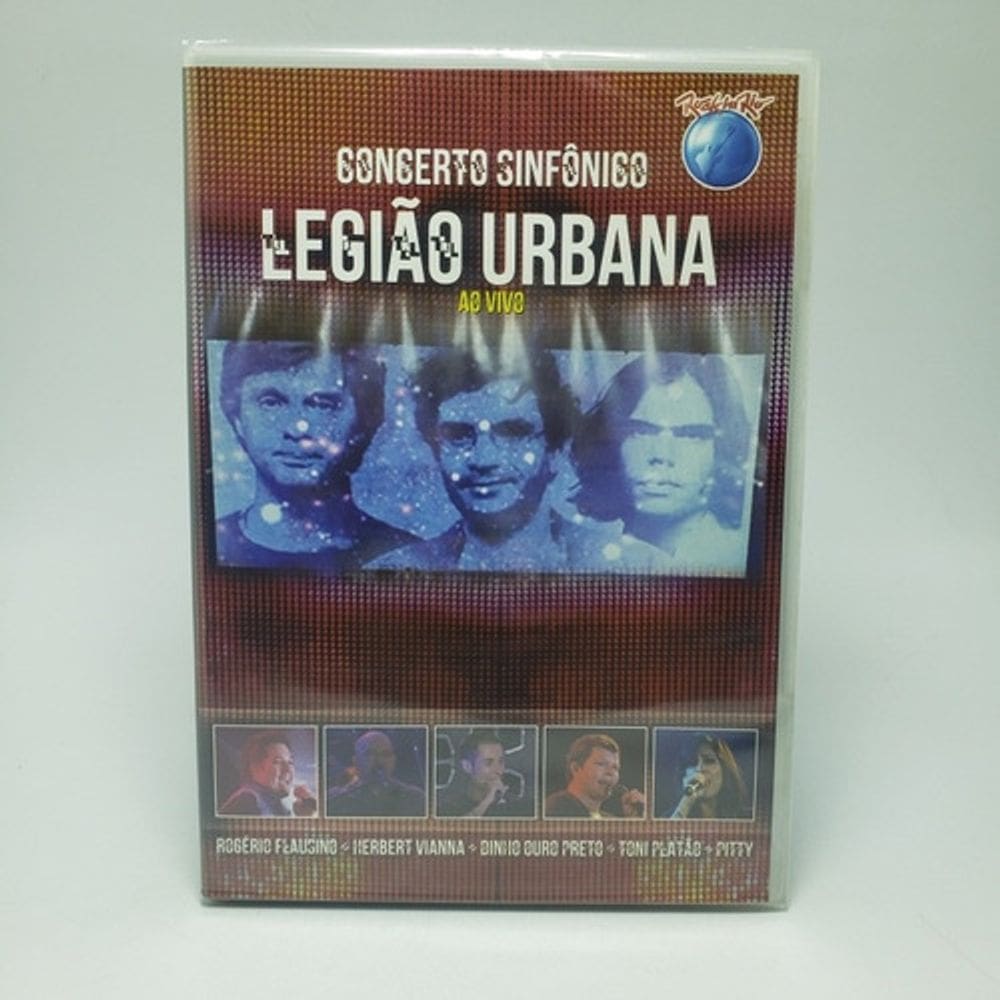 Rock in Rio
CONCERTO SINFÔNICO
LEGIÃO URBANA
AO VIVO
ROGÉRIO FLAUSINO • HERBERT VIANNA • DINHO OURO PRETO • TONI PLATÃO • PITTY